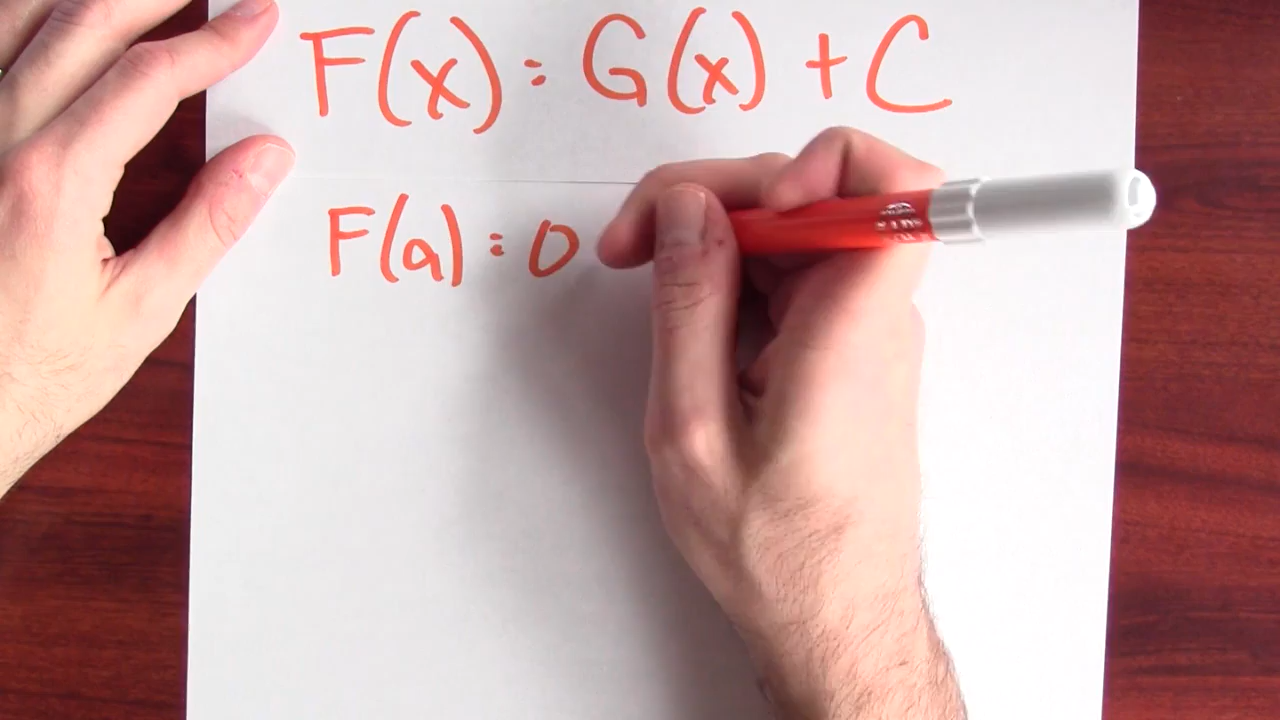 F(x) = G(x) + C
F(a) = 0